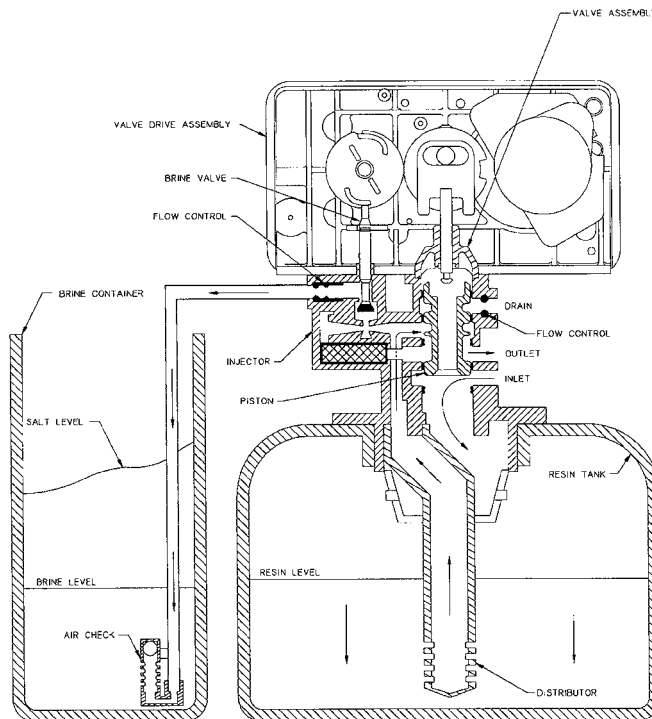 VALVE ASSEMBLY
VALVE DRIVE ASSEMBLY
BRINE VALVE
FLOW CONTROL
BRINE CONTAINER
DRAIN
FLOW CONTROL
INJECTOR
OUTLET
INLET
PISTON
SALT LEVEL
RESIN TANK
BRINE LEVEL
RESIN LEVEL
AIR CHECK
DISTRIBUTOR